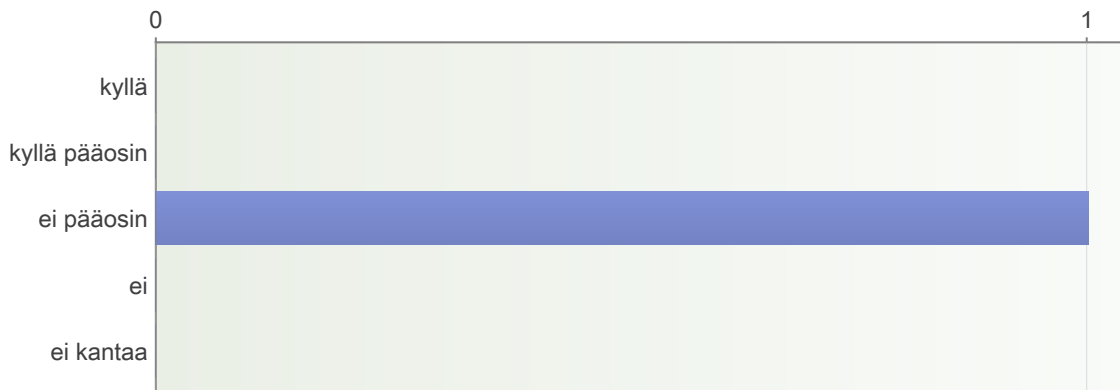 0 1
kyllä
kyllä pääosin
ei pääosin
ei
ei kantaa